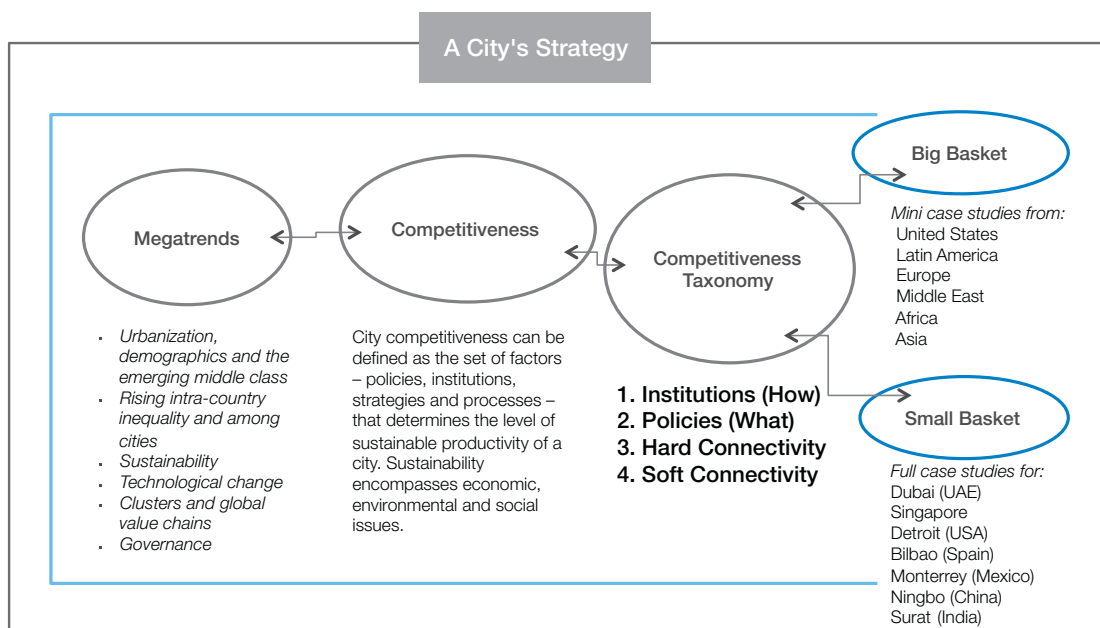 A City's Strategy
Megatrends
• Urbanization,
demographics and the
emerging middle class
• Rising intra-country
inequality and among
cities
• Sustainability
• Technological change
• Clusters and global
value chains
• Governance
Competitiveness
City competitiveness can be
defined as the set of factors
– policies, institutions,
strategies and processes –
that determines the level of
sustainable productivity of a
city. Sustainability
encompasses economic,
environmental and social
issues.
Competitiveness
Taxonomy
1. Institutions (How)
2. Policies (What)
3. Hard Connectivity
4. Soft Connectivity
Big Basket
Mini case studies from:
United States
Latin America
Europe
Middle East
Africa
Asia
Small Basket
Full case studies for:
Dubai (UAE)
Singapore
Detroit (USA)
Bilbao (Spain)
Monterrey (Mexico)
Ningbo (China)
Surat (India)